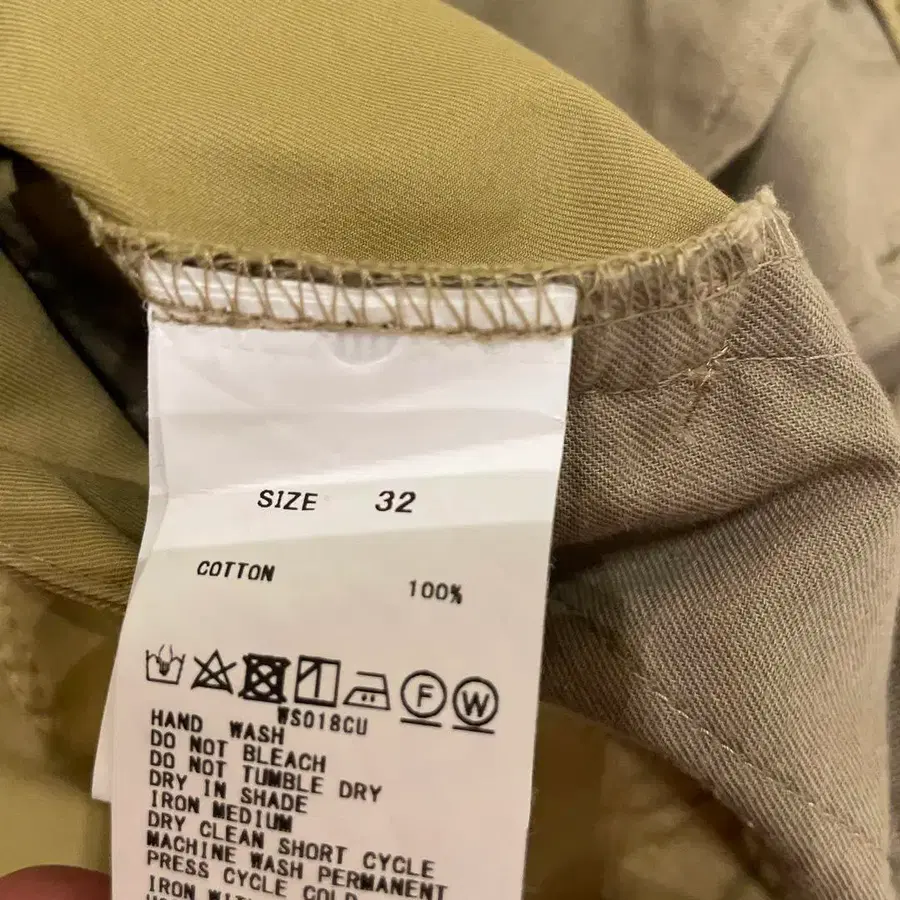 SIZE 32
COTTON 100%
F W
WS018CU
HAND WASH
DO NOT BLEACH
DO NOT TUMBLE DRY
DRY IN SHADE
IRON MEDIUM
DRY CLEAN SHORT CYCLE
MACHINE WASH PERMANENT
PRESS CYCLE COLD
IRON